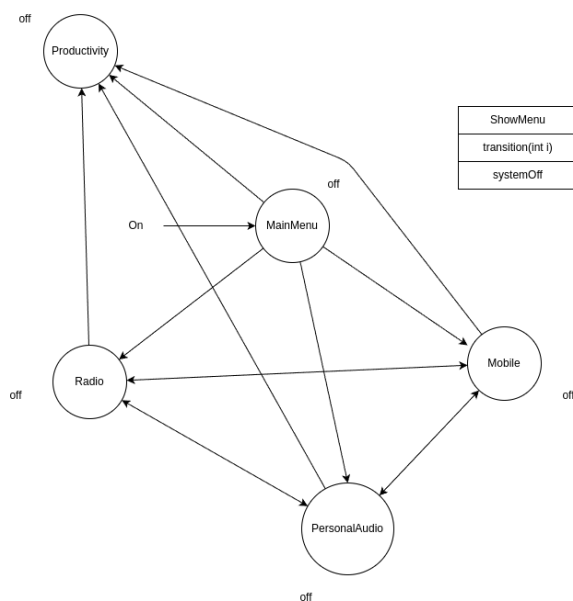 off
Productivity
ShowMenu
transition(int i)
systemOff
off
On
MainMenu
Mobile
Radio
off
off
PersonalAudio
off